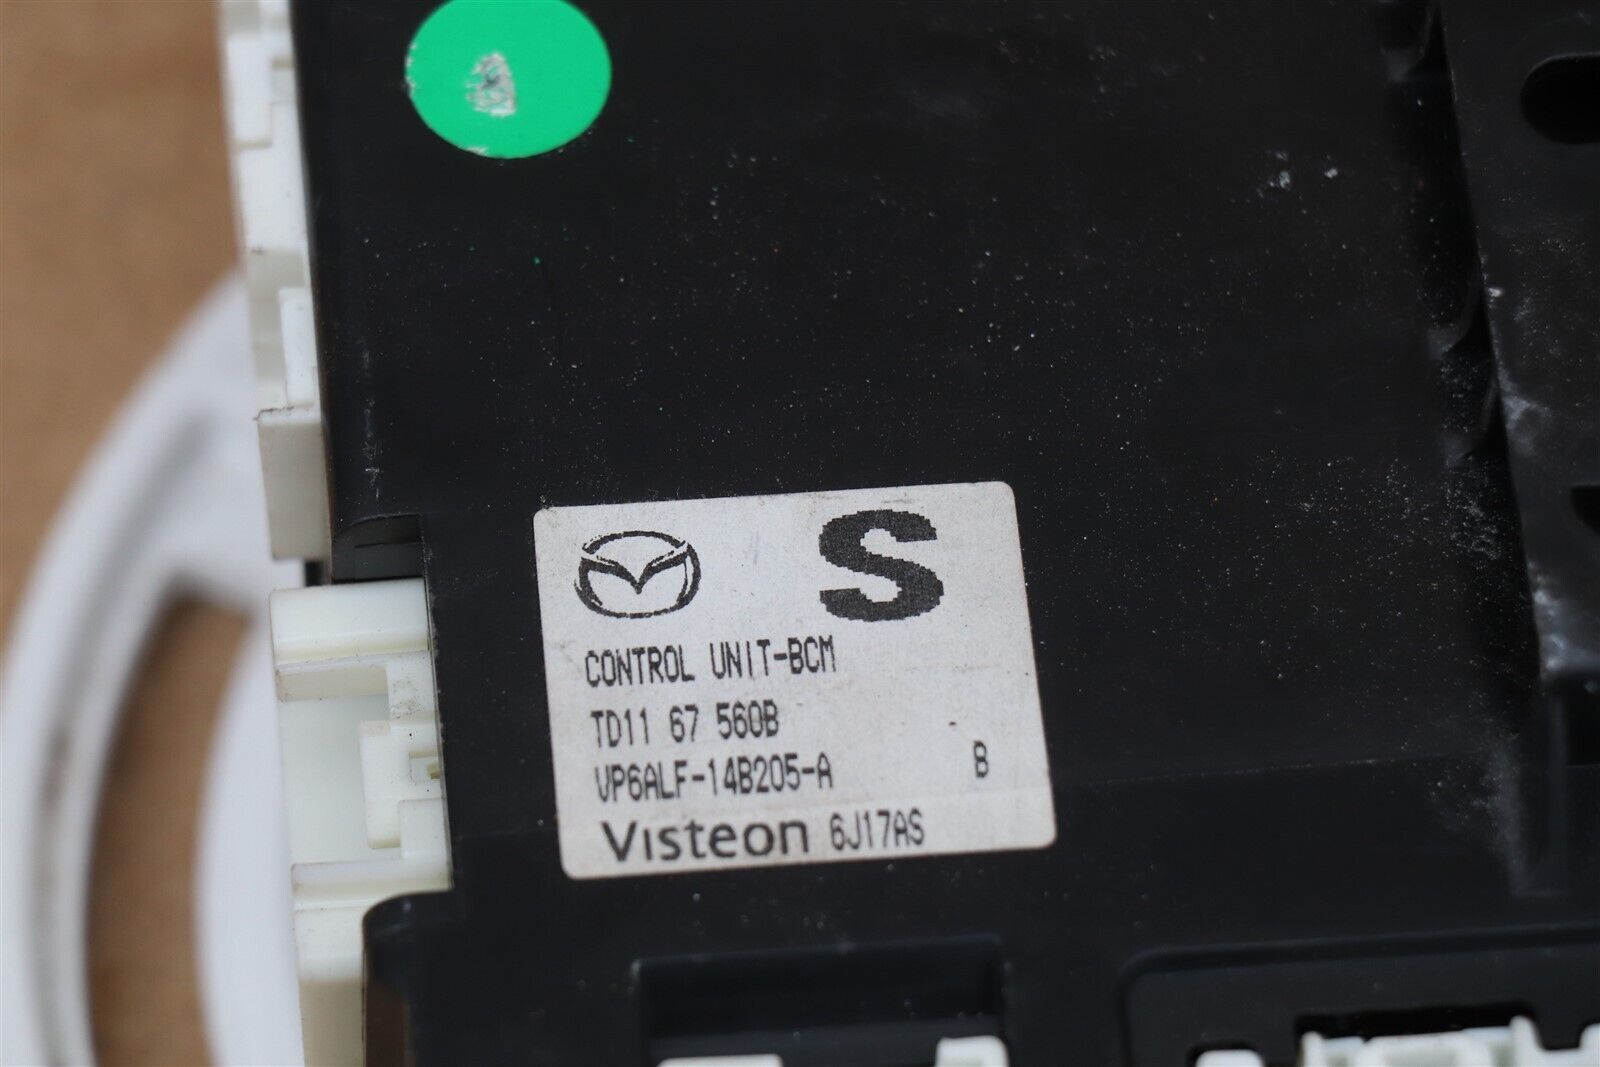 S
CONTROL UNIT-BCM
TD11 67 560B
VP6ALF-14B205-A B
Visteon 6J17AS